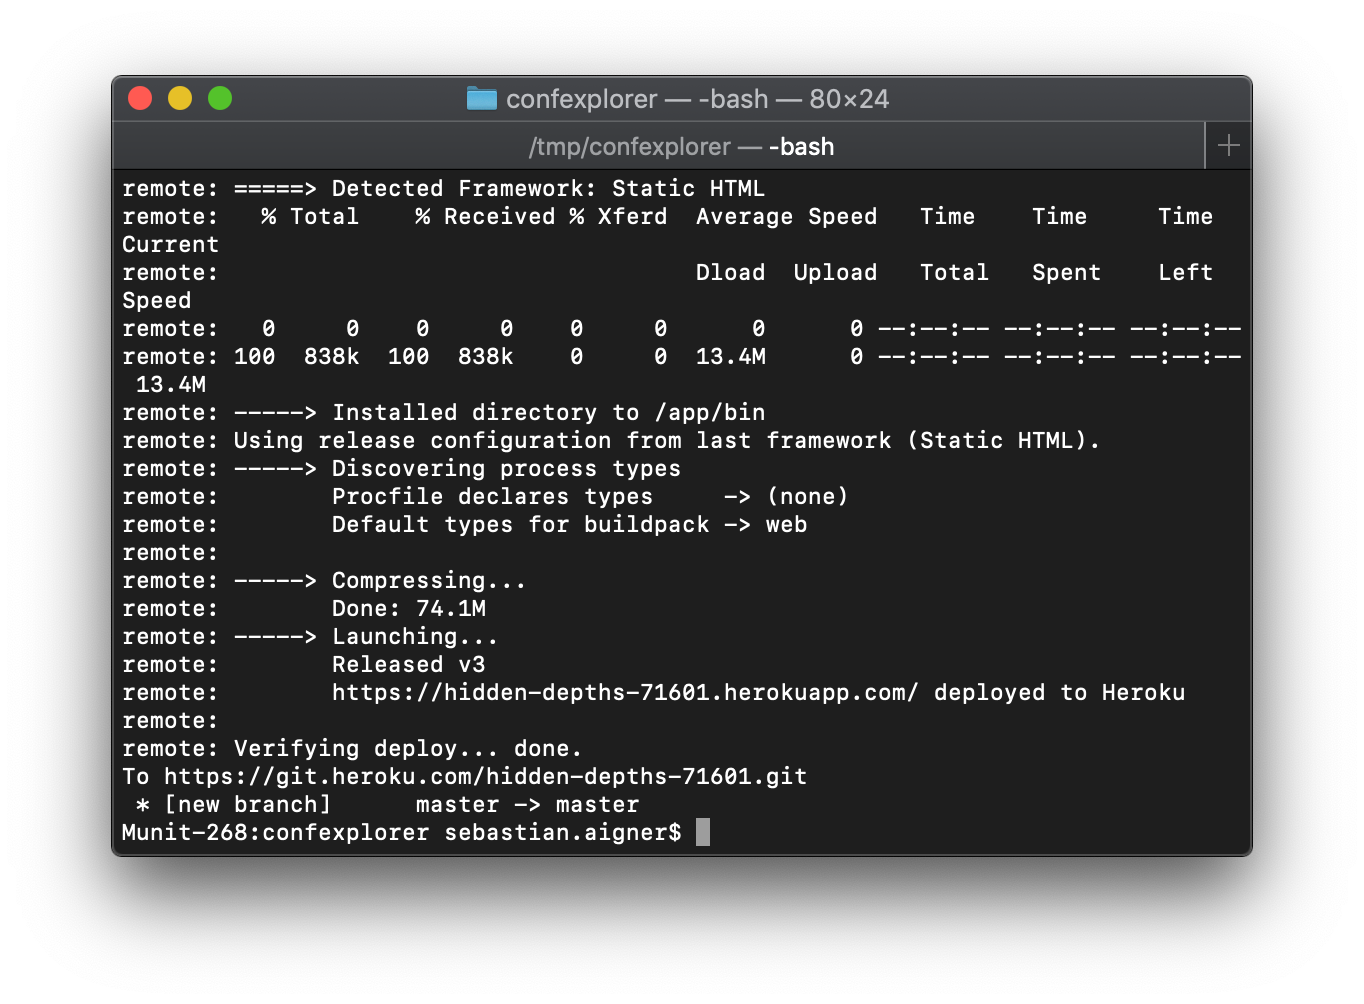 confexplorer — -bash — 80×24
/tmp/confexplorer — -bash
remote: =====> Detected Framework: Static HTML
remote:   % Total    % Received % Xferd  Average Speed   Time    Time     Time
Current
remote:                                  Dload  Upload   Total   Spent    Left
Speed
remote:   0     0    0     0    0     0      0      0 --:--:-- --:--:-- --:--:--
remote: 100  838k  100  838k    0     0  13.4M      0 --:--:-- --:--:-- --:--:--
 13.4M
remote: -----> Installed directory to /app/bin
remote: Using release configuration from last framework (Static HTML).
remote: -----> Discovering process types
remote:        Procfile declares types     -> (none)
remote:        Default types for buildpack -> web
remote:
remote: -----> Compressing...
remote:        Done: 74.1M
remote: -----> Launching...
remote:        Released v3
remote:        https://hidden-depths-71601.herokuapp.com/ deployed to Heroku
remote:
remote: Verifying deploy... done.
To https://git.heroku.com/hidden-depths-71601.git
 * [new branch]      master -> master
Munit-268:confexplorer sebastian.aigner$